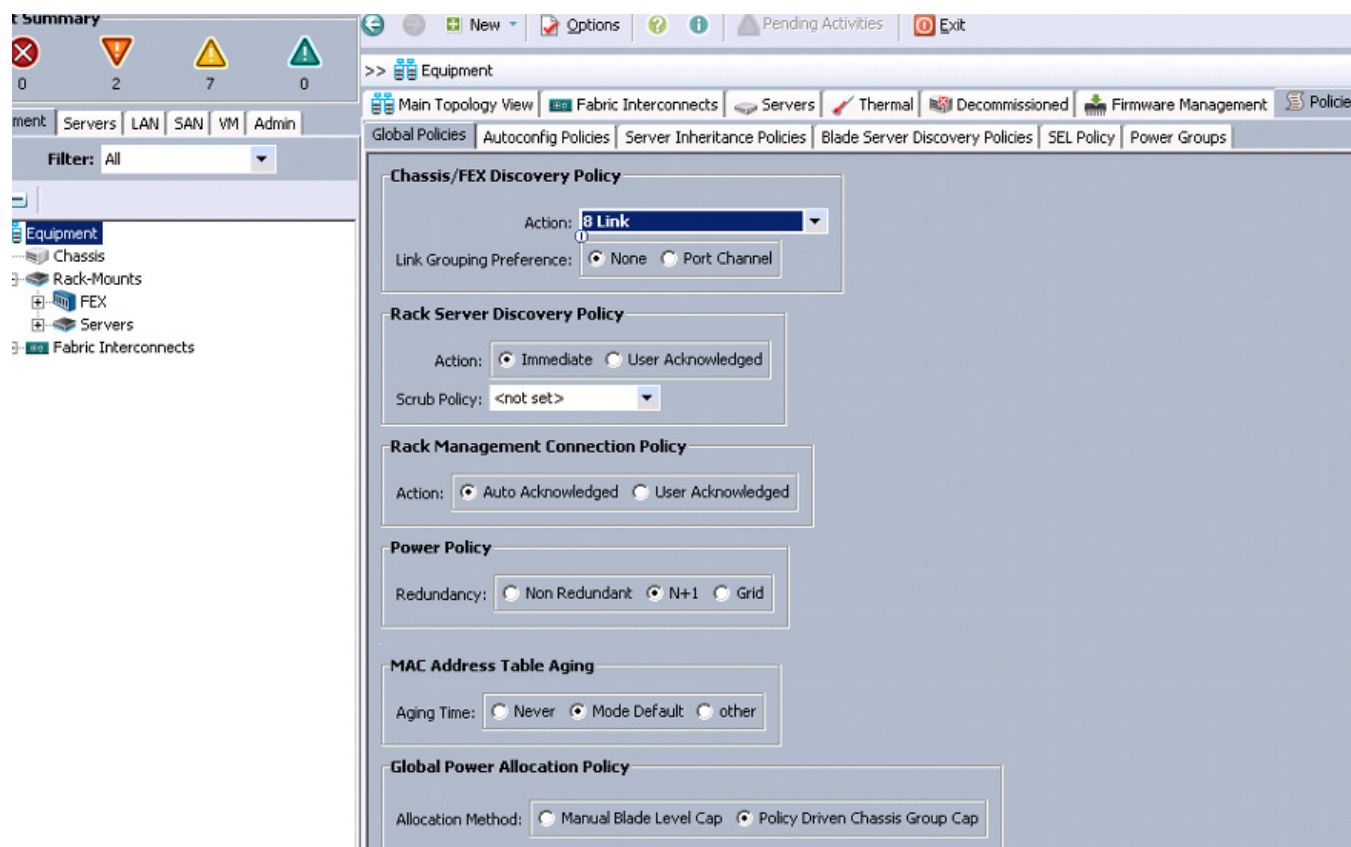 t Summary
0 2 7 0
ment Servers LAN SAN VM Admin
Filter: All
Equipment
Chassis
Rack-Mounts
FEX
Servers
Fabric Interconnects
New Options Pending Activities Exit
>> Equipment
Main Topology View Fabric Interconnects Servers Thermal Decommissioned Firmware Management Policie
Global Policies Autoconfig Policies Server Inheritance Policies Blade Server Discovery Policies SEL Policy Power Groups
Chassis/FEX Discovery Policy
Action: 8 Link
Link Grouping Preference: None Port Channel
Rack Server Discovery Policy
Action: Immediate User Acknowledged
Scrub Policy: <not set>
Rack Management Connection Policy
Action: Auto Acknowledged User Acknowledged
Power Policy
Redundancy: Non Redundant N+1 Grid
MAC Address Table Aging
Aging Time: Never Mode Default other
Global Power Allocation Policy
Allocation Method: Manual Blade Level Cap Policy Driven Chassis Group Cap